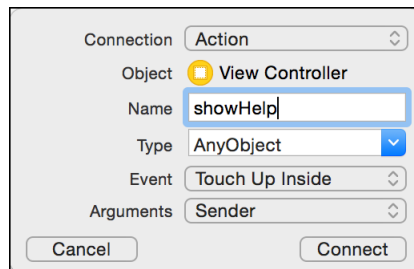 Connection Action
Object View Controller
Name showHelp
Type AnyObject
Event Touch Up Inside
Arguments Sender
Cancel Connect